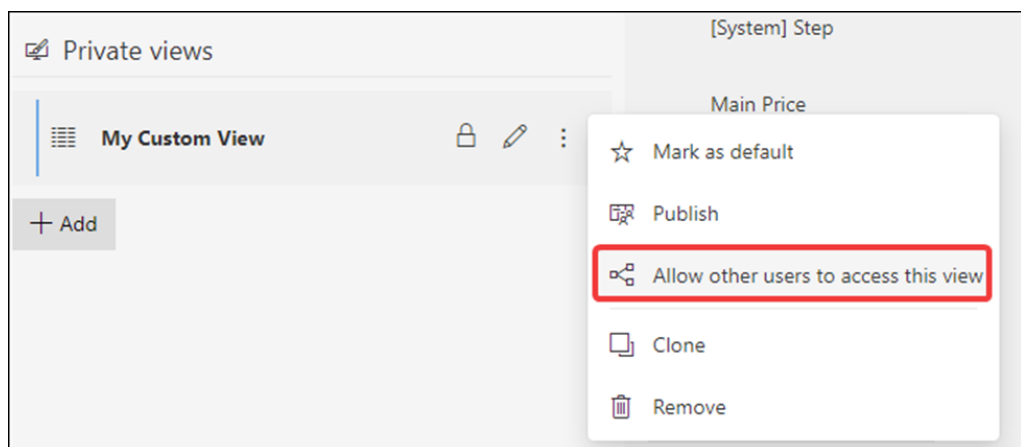 Private views
My Custom View
+ Add
[System] Step
Main Price
Mark as default
Publish
Allow other users to access this view
Clone
Remove